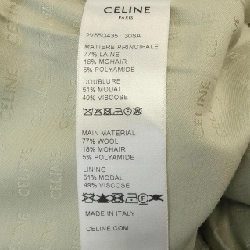 CELINE
PARIS
MATIERE PRINCIPALE
77% LAINE
18% MOHAIR
5% POLYAMIDE
DOUBLURE
51% MODAL
49% VISCOSE
MAIN MATERIAL
77% WOOL
18% MOHAIR
5% POLYAMIDE
LINING
51% MODAL
49% VISCOSE
CELINE.COM
MADE IN ITALY
CELINE